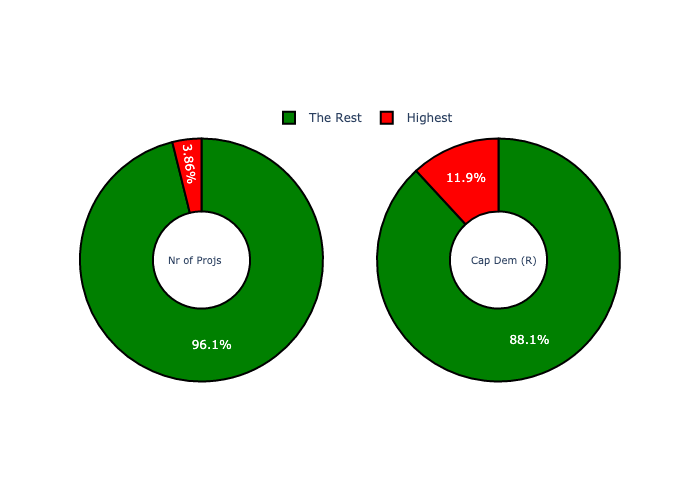 The Rest
Highest
3.86%
11.9%
Nr of Projs
Cap Dem (R)
96.1%
88.1%